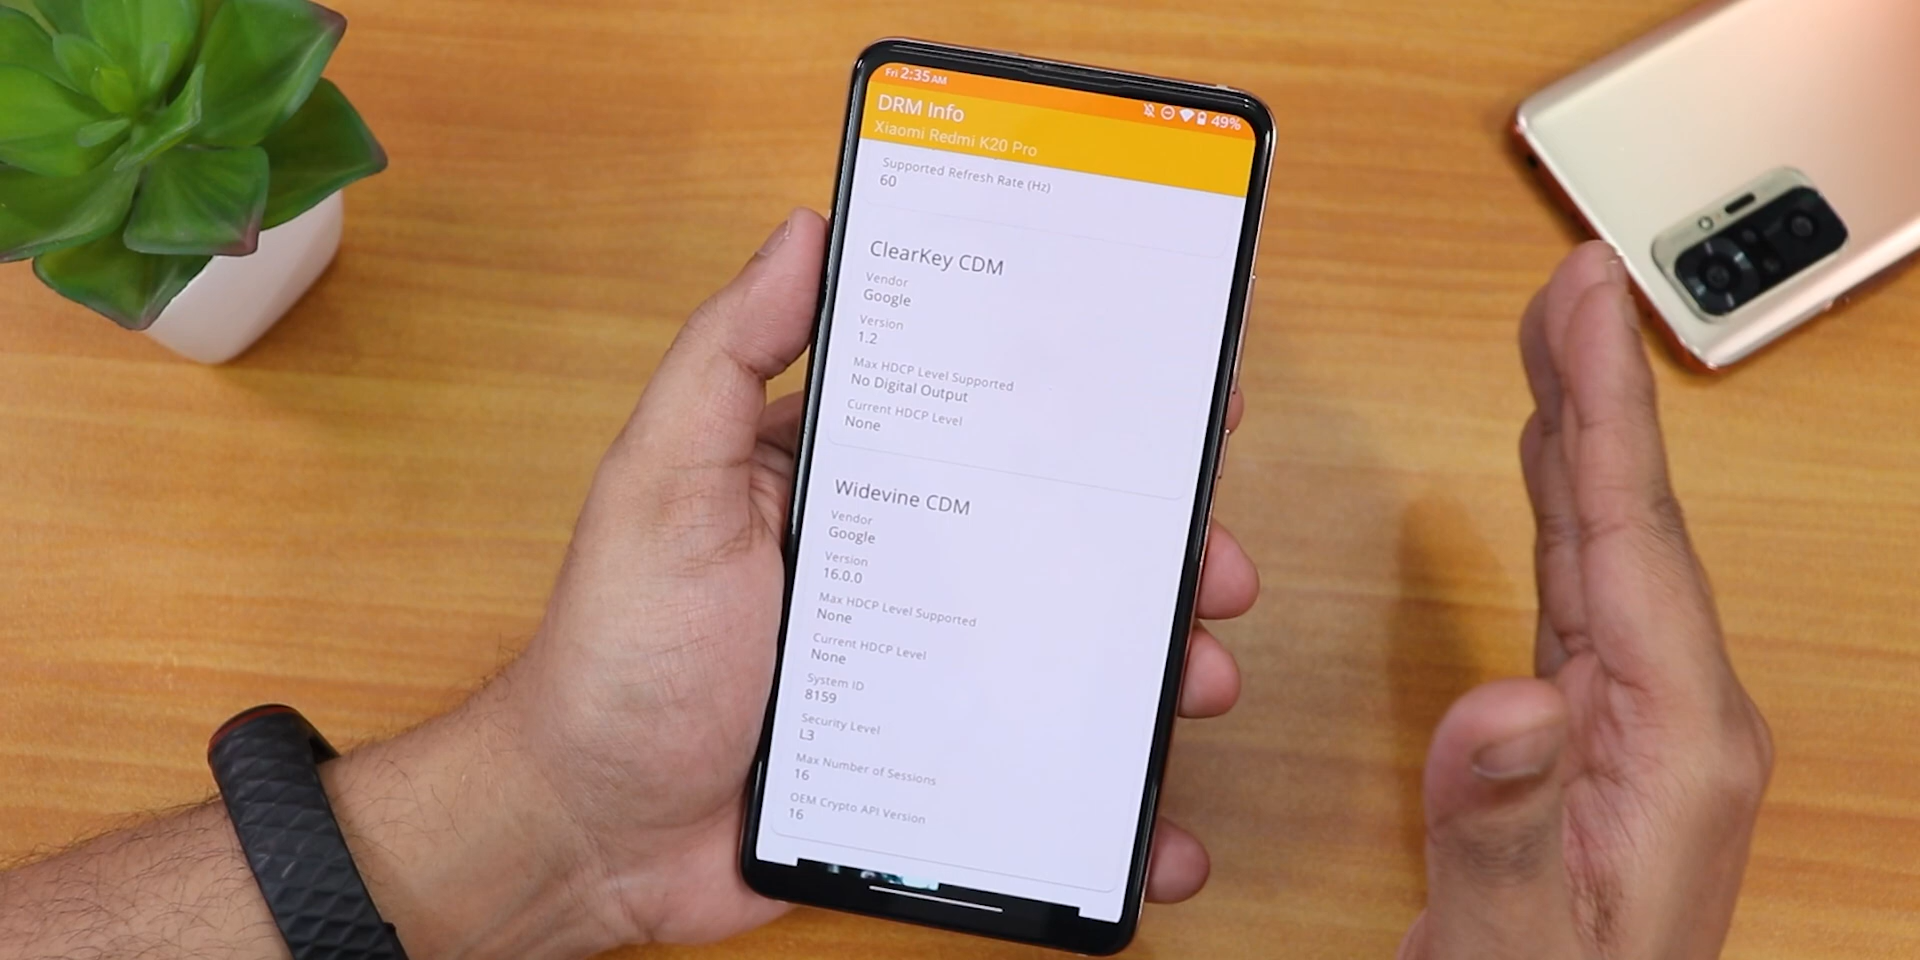 Fri 2:35 AM
49%
DRM Info
Xiaomi Redmi K20 Pro
Supported Refresh Rate (Hz)
60
ClearKey CDM
Vendor
Google
Version
1.2
Max HDCP Level Supported
No Digital Output
Current HDCP Level
None
Widevine CDM
Vendor
Google
Version
16.0.0
Max HDCP Level Supported
None
Current HDCP Level
None
System ID
8159
Security Level
L3
Max Number of Sessions
16
OEM Crypto API Version
16